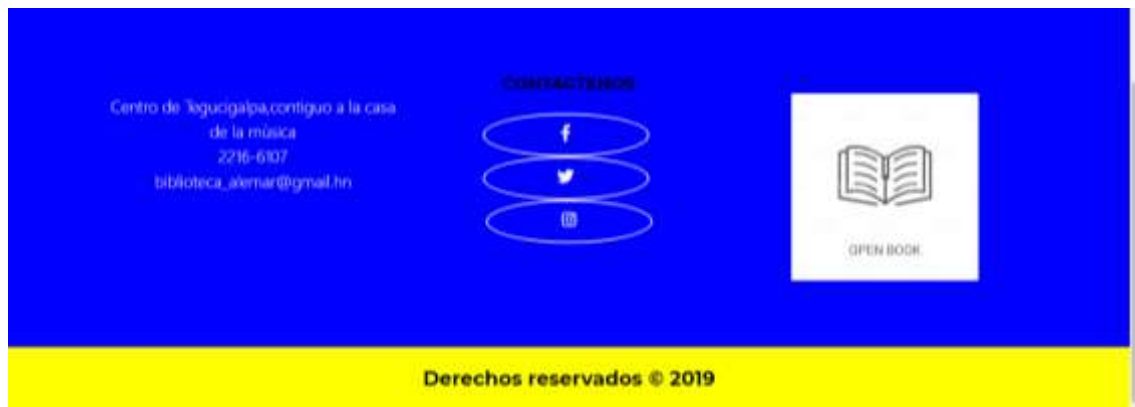 Centro de Tegucigalpa,contiguo a la casa
de la mùsica
2216-6107
biblioteca_alemar@gmail.hn
CONTACTENOS
OPEN BOOK
Derechos reservados © 2019